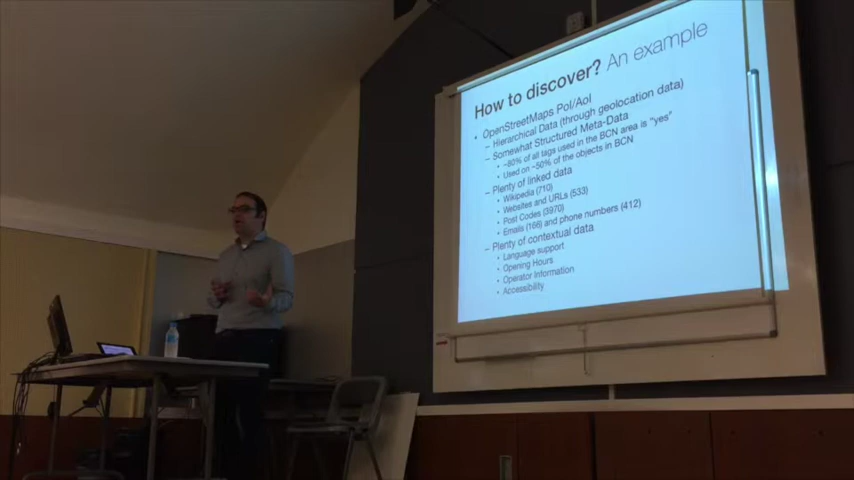 How to discover? An example
• OpenStreetMaps PoI/AoI
– Hierarchical Data (through geolocation data)
– Somewhat Structured Meta-Data
• ~80% of all tags used in the BCN area is "yes"
• Used on ~50% of the objects in BCN
– Plenty of linked data
• Wikipedia (710)
• Websites and URLs (533)
• Post Codes (3970)
• Emails (166) and phone numbers (412)
– Plenty of contextual data
• Language support
• Opening Hours
• Operator Information
• Accessibility